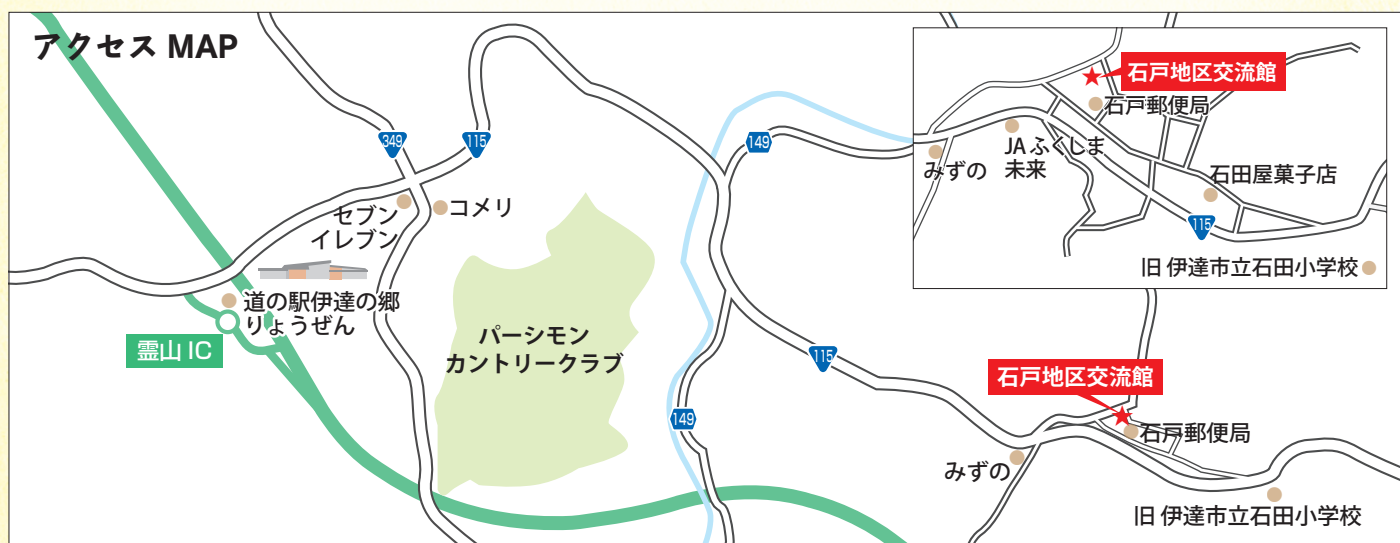 アクセス MAP
349
115
149
セブン
イレブン
コメリ
道の駅伊達の郷
りょうぜん
霊山 IC
パーシモン
カントリークラブ
149
115
石戸地区交流館
石戸郵便局
みずの
旧 伊達市立石田小学校
石戸地区交流館
石戸郵便局
みずの
JA ふくしま
未来
石田屋菓子店
115
旧 伊達市立石田小学校